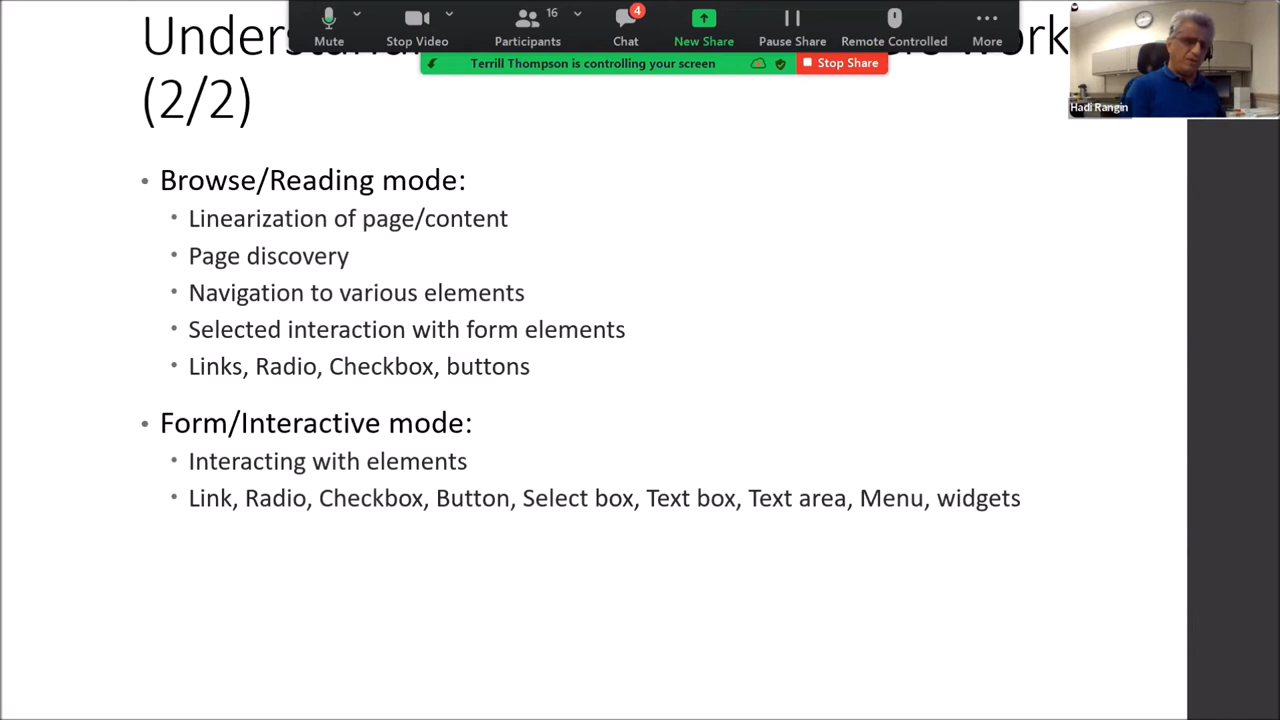 16
4
Mute
Stop Video
Participants
Chat
New Share
Pause Share
Remote Controlled
More
Terrill Thompson is controlling your screen
Stop Share
Hadi Rangin
(2/2)
• Browse/Reading mode:
• Linearization of page/content
• Page discovery
• Navigation to various elements
• Selected interaction with form elements
• Links, Radio, Checkbox, buttons
• Form/Interactive mode:
• Interacting with elements
• Link, Radio, Checkbox, Button, Select box, Text box, Text area, Menu, widgets